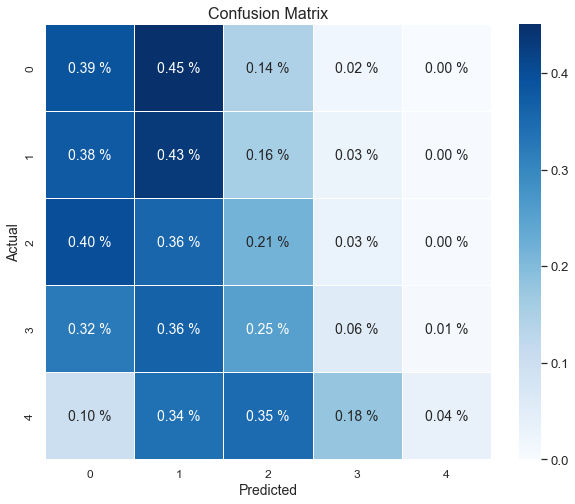 Confusion Matrix
Actual
0
0.39 % 0.45 % 0.14 % 0.02 % 0.00 %
1
0.38 % 0.43 % 0.16 % 0.03 % 0.00 %
2
0.40 % 0.36 % 0.21 % 0.03 % 0.00 %
3
0.32 % 0.36 % 0.25 % 0.06 % 0.01 %
4
0.10 % 0.34 % 0.35 % 0.18 % 0.04 %
0 1 2 3 4
Predicted
0.4
0.3
0.2
0.1
0.0